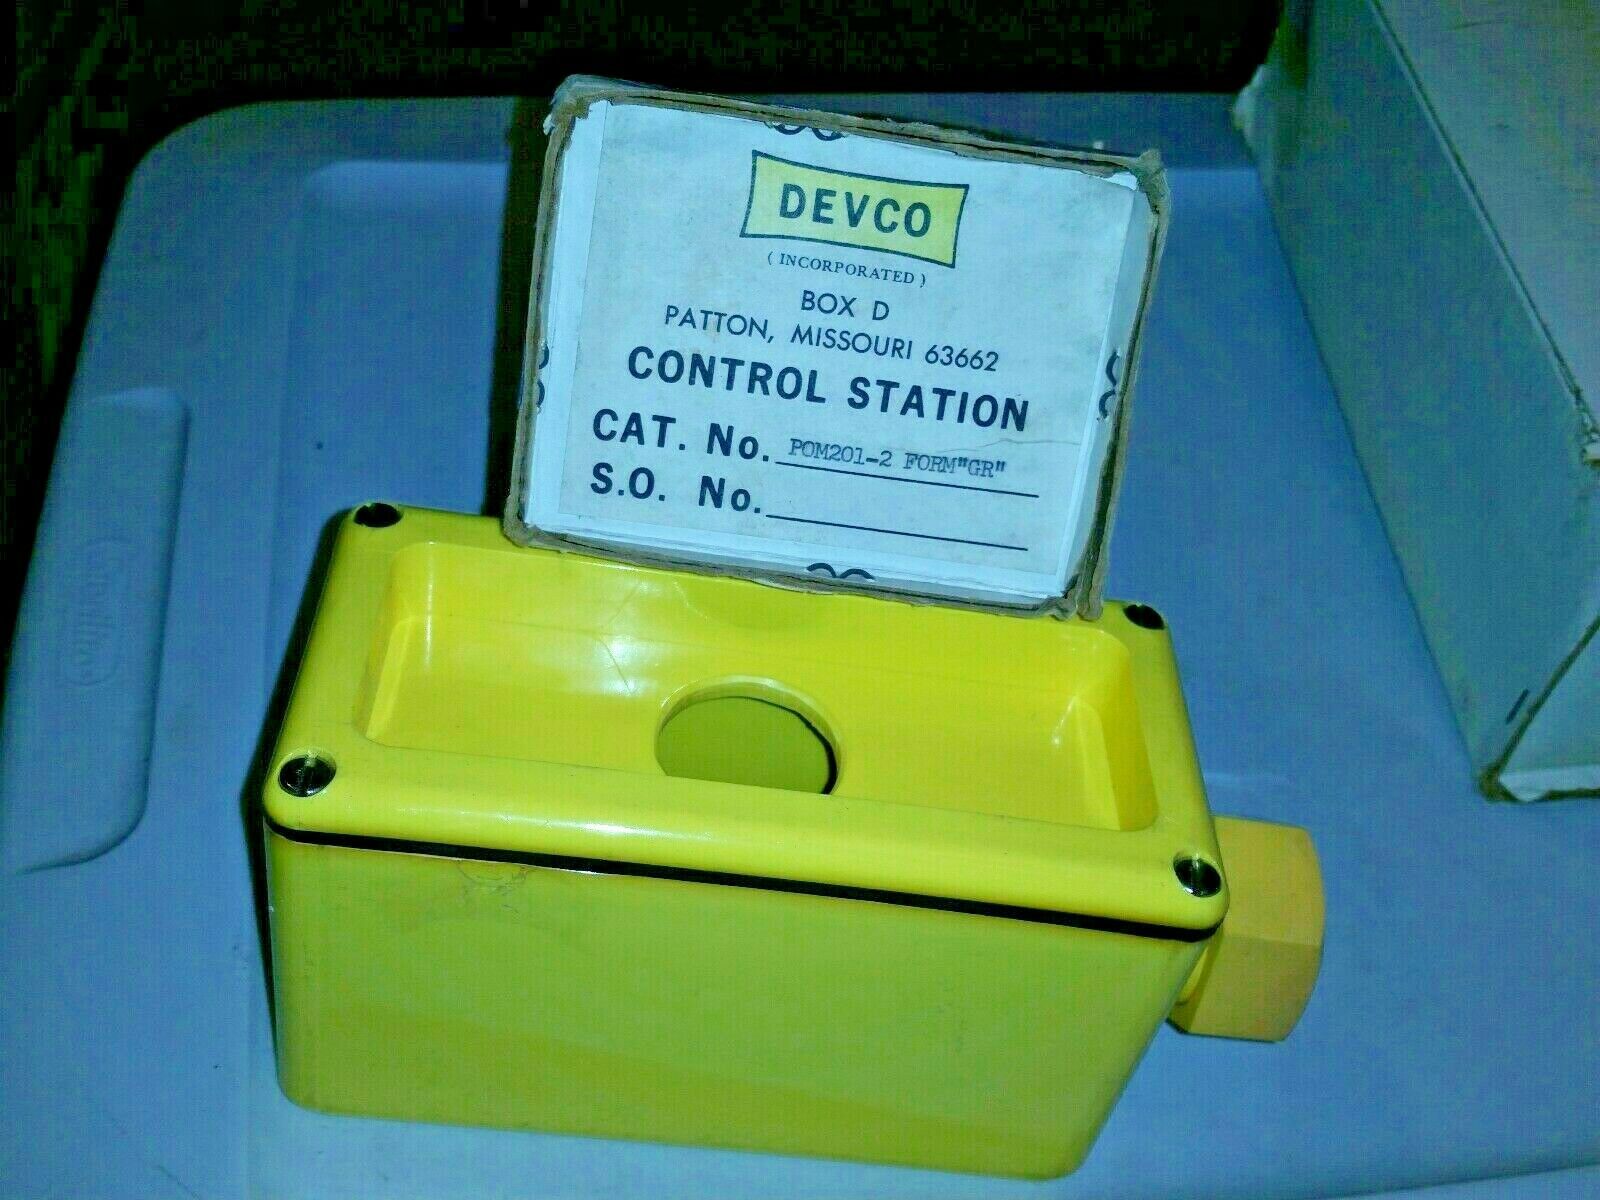 DEVCO
( INCORPORATED )
BOX D
PATTON, MISSOURI 63662
CONTROL STATION
CAT. No. POM201-2 FORM"GR"
S.O. No.